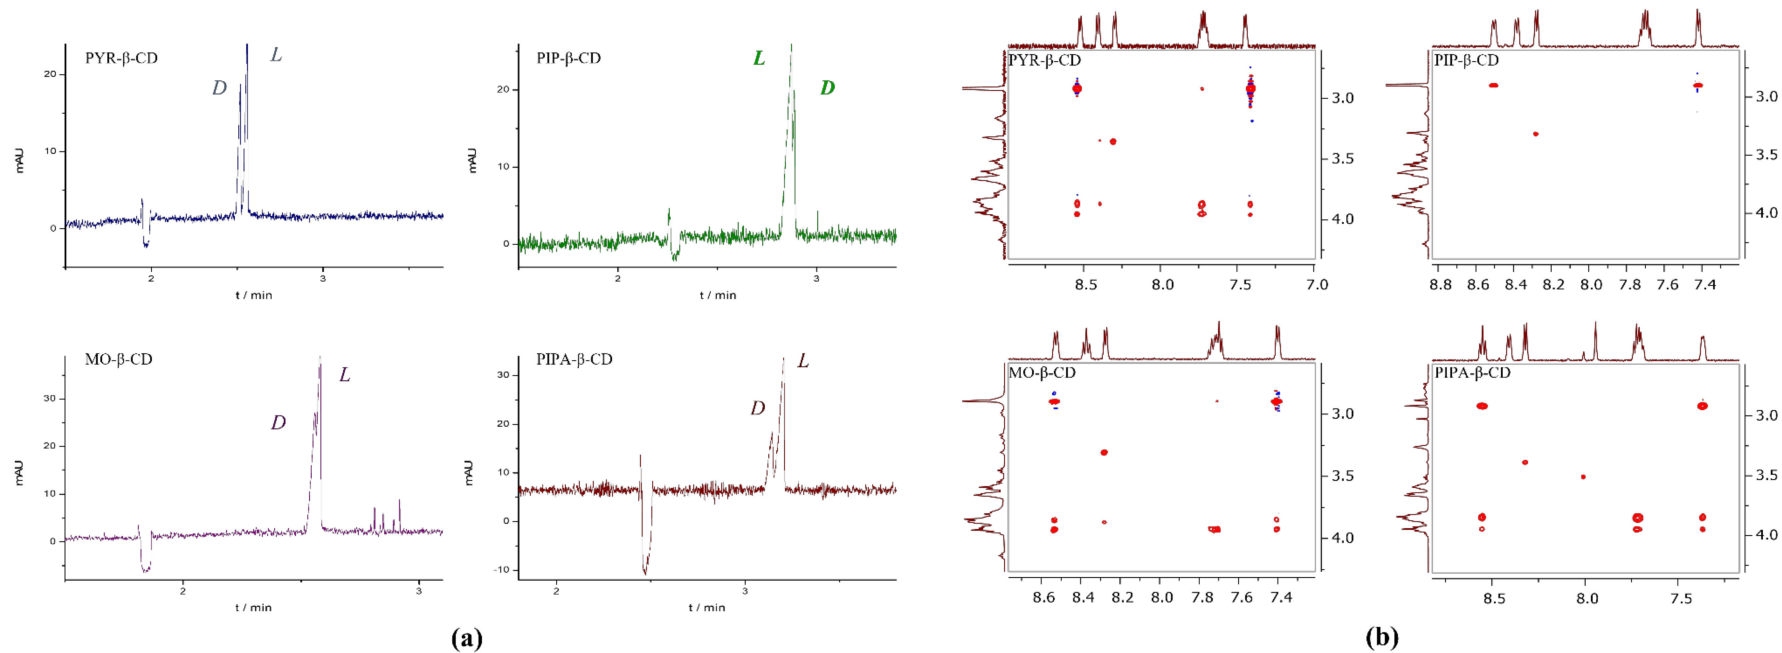 PYR-β-CD
D
L
mAU
20
10
0
2
3
t / min
PIP-β-CD
L
D
mAU
20
10
0
2
3
t / min
MO-β-CD
D
L
mAU
30
20
10
0
2
3
t / min
PIPA-β-CD
D
L
mAU
30
20
10
0
-10
2
3
t / min
(a)
PYR-β-CD
3.0
3.5
4.0
8.5
8.0
7.5
7.0
PIP-β-CD
3.0
3.5
4.0
8.8 8.6 8.4 8.2 8.0 7.8 7.6 7.4
MO-β-CD
3.0
3.5
4.0
8.6 8.4 8.2 8.0 7.8 7.6 7.4
PIPA-β-CD
3.0
3.5
4.0
8.5
8.0
7.5
(b)